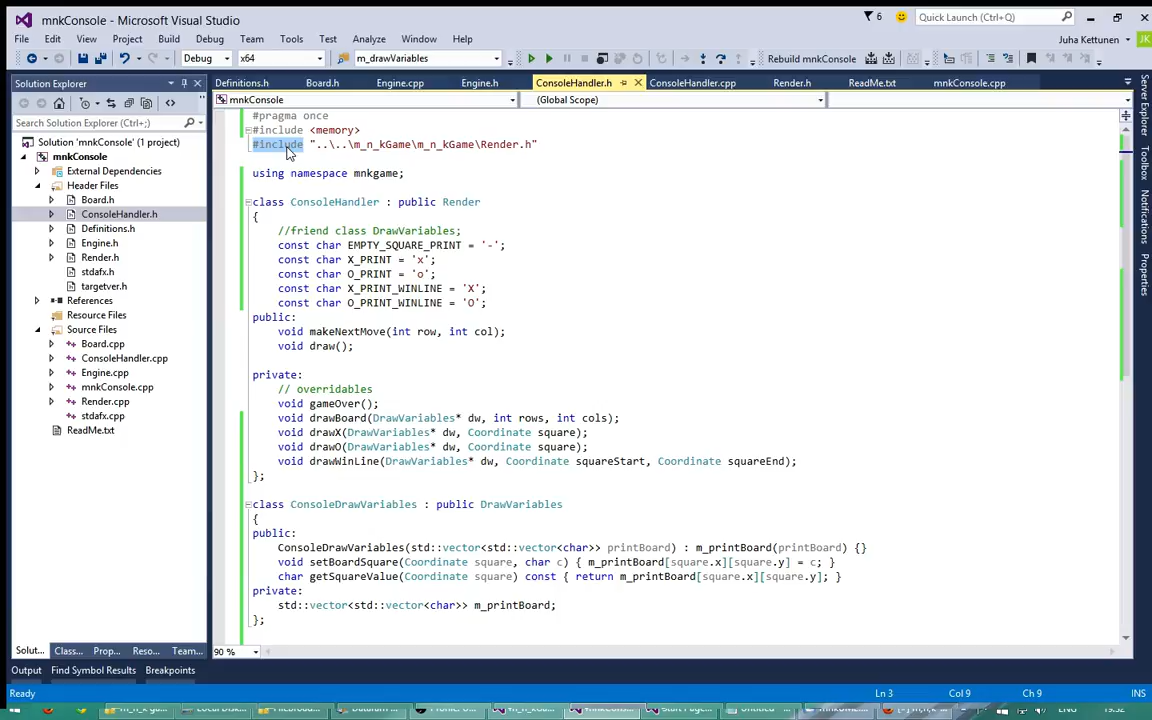 mnkConsole - Microsoft Visual Studio
6
Quick Launch (Ctrl+Q)
File Edit View Project Build Debug Team Tools Test Analyze Window Help
Juha Kettunen JK
Debug x64 m_drawVariables Rebuild mnkConsole
Solution Explorer
Definitions.h Board.h Engine.cpp Engine.h ConsoleHandler.h ConsoleHandler.cpp Render.h ReadMe.txt mnkConsole.cpp
mnkConsole (Global Scope)
Search Solution Explorer (Ctrl+;)
Solution 'mnkConsole' (1 project)
mnkConsole
External Dependencies
Header Files
Board.h
ConsoleHandler.h
Definitions.h
Engine.h
Render.h
stdafx.h
targetver.h
References
Resource Files
Source Files
Board.cpp
ConsoleHandler.cpp
Engine.cpp
mnkConsole.cpp
Render.cpp
stdafx.cpp
ReadMe.txt
#pragma once
#include <memory>
#include "..\..\m_n_kGame\m_n_kGame\Render.h"
using namespace mnkgame;
class ConsoleHandler : public Render
{
//friend class DrawVariables;
const char EMPTY_SQUARE_PRINT = '-';
const char X_PRINT = 'x';
const char O_PRINT = 'o';
const char X_PRINT_WINLINE = 'X';
const char O_PRINT_WINLINE = 'O';
public:
void makeNextMove(int row, int col);
void draw();
private:
// overridables
void gameOver();
void drawBoard(DrawVariables* dw, int rows, int cols);
void drawX(DrawVariables* dw, Coordinate square);
void drawO(DrawVariables* dw, Coordinate square);
void drawWinLine(DrawVariables* dw, Coordinate squareStart, Coordinate squareEnd);
};
class ConsoleDrawVariables : public DrawVariables
{
public:
ConsoleDrawVariables(std::vector<std::vector<char>> printBoard) : m_printBoard(printBoard) {}
void setBoardSquare(Coordinate square, char c) { m_printBoard[square.x][square.y] = c; }
char getSquareValue(Coordinate square) const { return m_printBoard[square.x][square.y]; }
private:
std::vector<std::vector<char>> m_printBoard;
};
Server Explorer
Toolbox
Notifications
Properties
Solut... Class... Prop... Reso... Team...
90 %
Output Find Symbol Results Breakpoints
Ready Ln 3 Col 9 Ch 9 INS